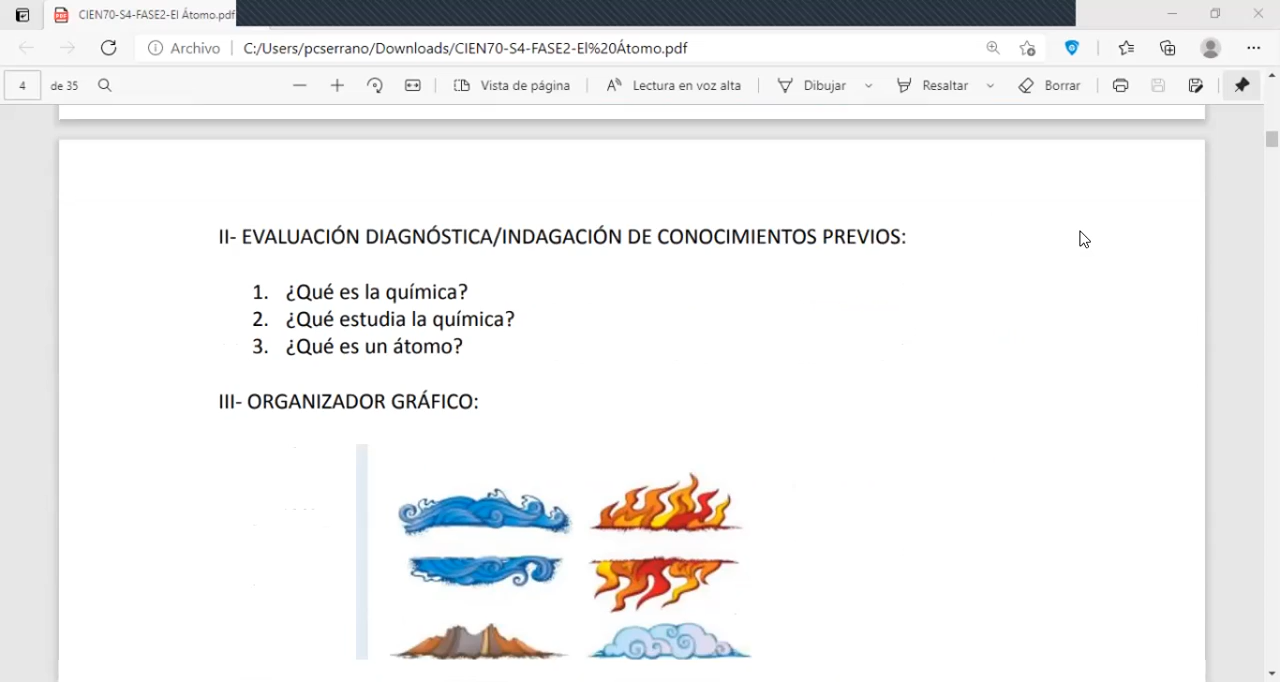 CIEN70-S4-FASE2-El Átomo.pdf
Archivo C:/Users/pcserrano/Downloads/CIEN70-S4-FASE2-El%20Átomo.pdf
4 de 35 Vista de página Lectura en voz alta Dibujar Resaltar Borrar
II- EVALUACIÓN DIAGNÓSTICA/INDAGACIÓN DE CONOCIMIENTOS PREVIOS:
1. ¿Qué es la química?
2. ¿Qué estudia la química?
3. ¿Qué es un átomo?
III- ORGANIZADOR GRÁFICO: